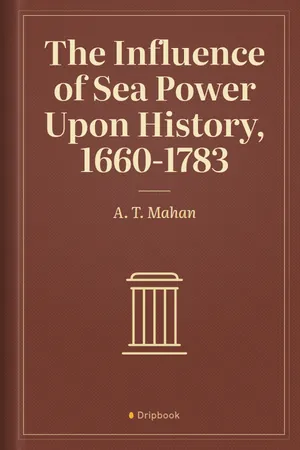 The Influence
of Sea Power
Upon History,
1660-1783
A. T. Mahan
Dripbook